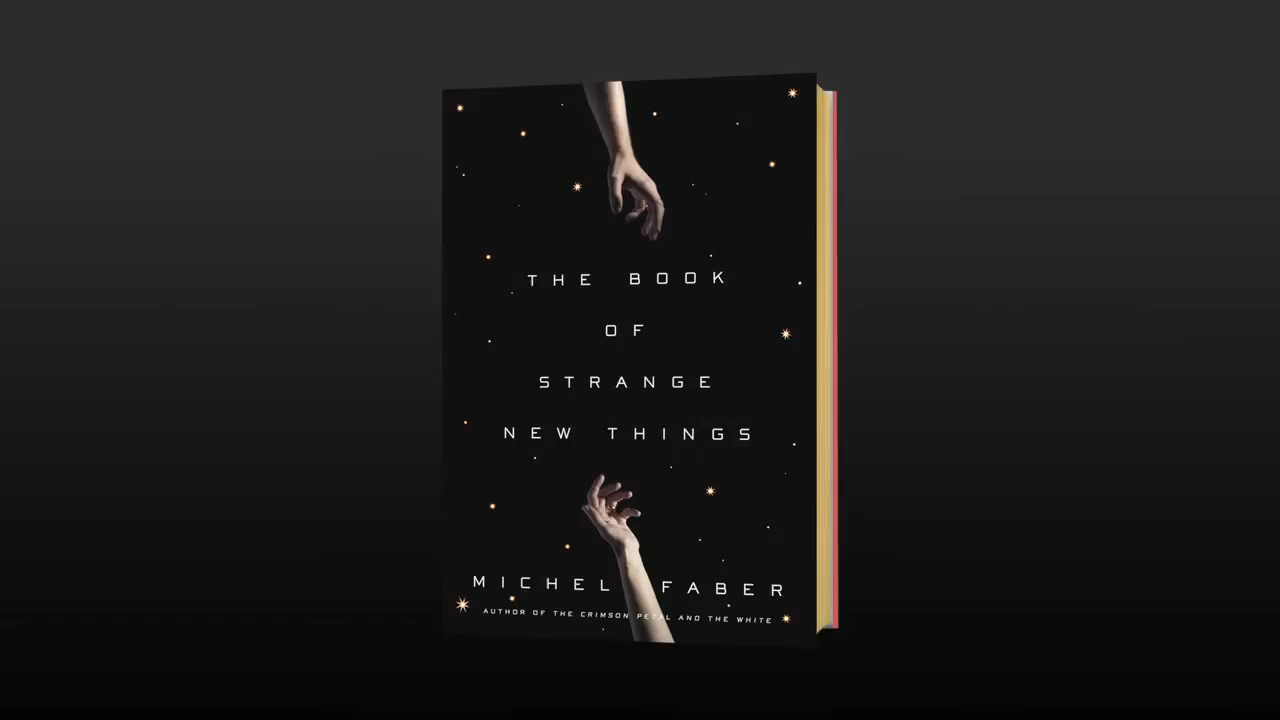 THE BOOK
OF
STRANGE
NEW THINGS
MICHEL FABER
AUTHOR OF THE CRIMSON PETAL AND THE WHITE